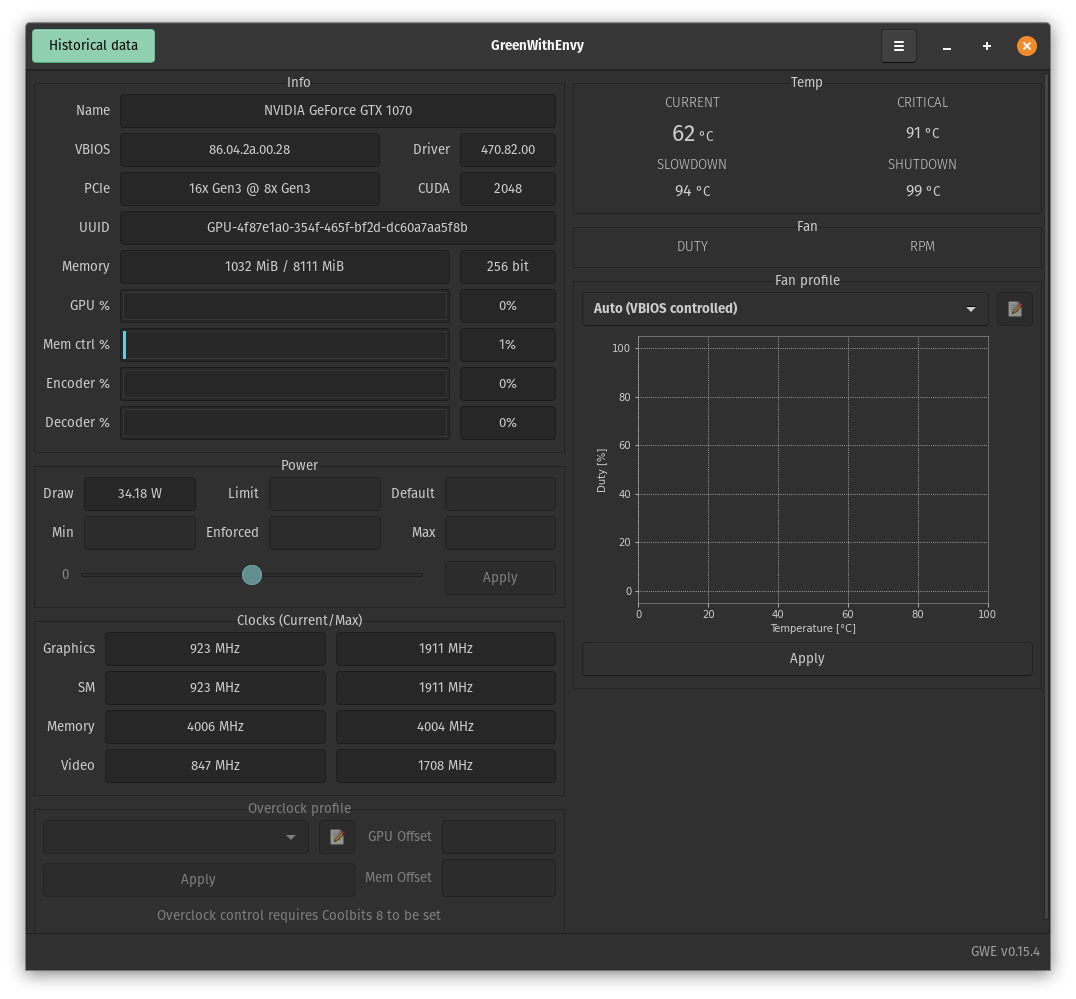 Historical data
GreenWithEnvy
Info
Name NVIDIA GeForce GTX 1070
VBIOS 86.04.2a.00.28 Driver 470.82.00
PCIe 16x Gen3 @ 8x Gen3 CUDA 2048
UUID GPU-4f87e1a0-354f-465f-bf2d-dc60a7aa5f8b
Memory 1032 MiB / 8111 MiB 256 bit
GPU % 0%
Mem ctrl % 1%
Encoder % 0%
Decoder % 0%
Power
Draw 34.18 W Limit Default
Min Enforced Max
0 Apply
Clocks (Current/Max)
Graphics 923 MHz 1911 MHz
SM 923 MHz 1911 MHz
Memory 4006 MHz 4004 MHz
Video 847 MHz 1708 MHz
Overclock profile
GPU Offset
Apply Mem Offset
Overclock control requires Coolbits 8 to be set
Temp
CURRENT CRITICAL
62 °C 91 °C
SLOWDOWN SHUTDOWN
94 °C 99 °C
Fan
DUTY RPM
Fan profile
Auto (VBIOS controlled)
100
80
60
40
20
0
Duty [%]
0 20 40 60 80 100
Temperature [°C]
Apply
GWE v0.15.4